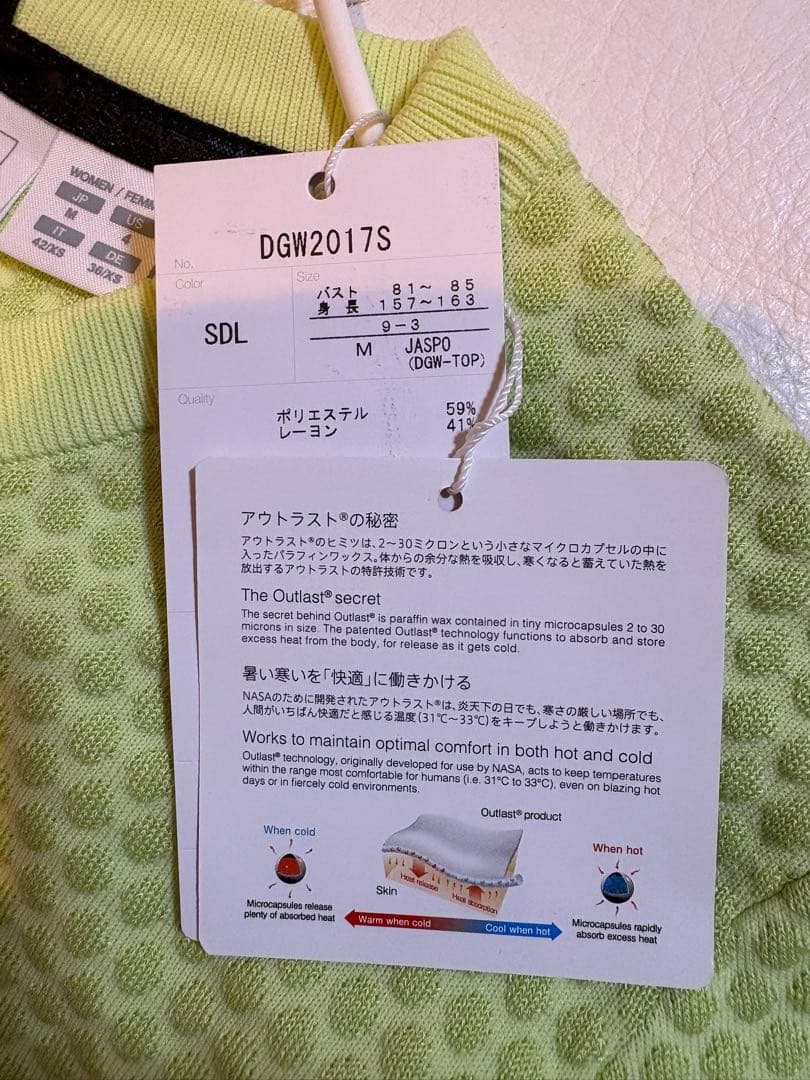 WOMEN / FEMM
JP
US
M
4
IT
DE
42/XS
36/XS
DGW2017S
No.
Color
Size
SDL
バスト 81～ 85
身 長 157～163
9-3
M JASPO
(DGW-TOP)
Quality
ポリエステル 59%
レーヨン 41%
アウトラスト®の秘密
アウトラスト®のヒミツは、2～30ミクロンという小さなマイクロカプセルの中に
入ったパラフィンワックス。体からの余分な熱を吸収し、寒くなると蓄えていた熱を
放出するアウトラストの特許技術です。
The Outlast® secret
The secret behind Outlast® is paraffin wax contained in tiny microcapsules 2 to 30
microns in size. The patented Outlast® technology functions to absorb and store
excess heat from the body, for release as it gets cold.
暑い寒いを「快適」に働きかける
NASAのために開発されたアウトラスト®は、炎天下の日でも、寒さの厳しい場所でも、
人間がいちばん快適だと感じる温度（31℃～33℃）をキープしようと働きかけます。
Works to maintain optimal comfort in both hot and cold
Outlast® technology, originally developed for use by NASA, acts to keep temperatures
within the range most comfortable for humans (i.e. 31°C to 33°C), even on blazing hot
days or in fiercely cold environments.
Outlast® product
When cold
When hot
Heat release
Skin
Heat absorption
Microcapsules release
plenty of absorbed heat
Warm when cold
Cool when hot
Microcapsules rapidly
absorb excess heat